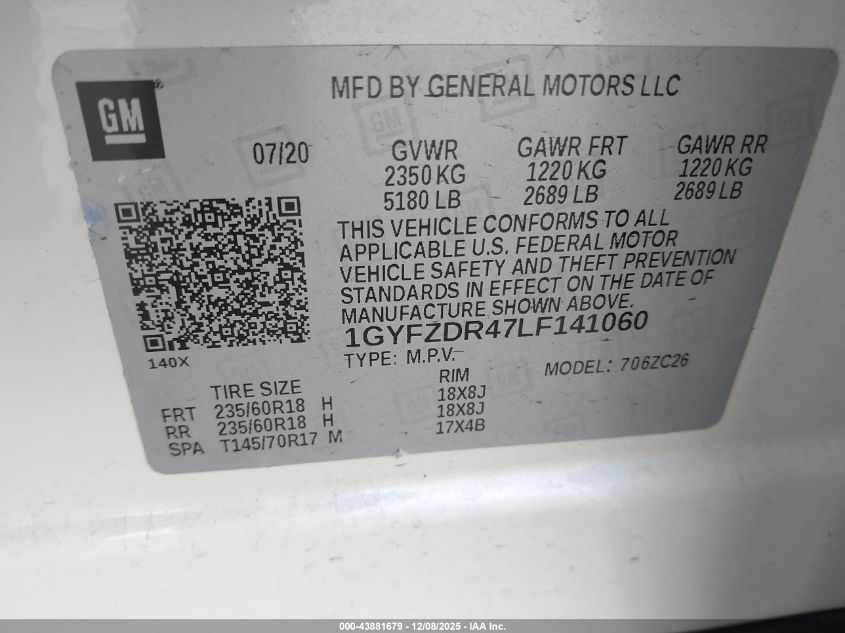 GM
MFD BY GENERAL MOTORS LLC
07/20
GVWR GAWR FRT GAWR RR
2350 KG 1220 KG 1220 KG
5180 LB 2689 LB 2689 LB
THIS VEHICLE CONFORMS TO ALL
APPLICABLE U.S. FEDERAL MOTOR
VEHICLE SAFETY AND THEFT PREVENTION
STANDARDS IN EFFECT ON THE DATE OF
MANUFACTURE SHOWN ABOVE.
1GYFZDR47LF141060
140X
TYPE: M.P.V. MODEL: 706ZC26
TIRE SIZE RIM
FRT 235/60R18 H 18X8J
RR 235/60R18 H 18X8J
SPA T145/70R17 M 17X4B
000-43881679 - 12/08/2025 - IAA Inc.